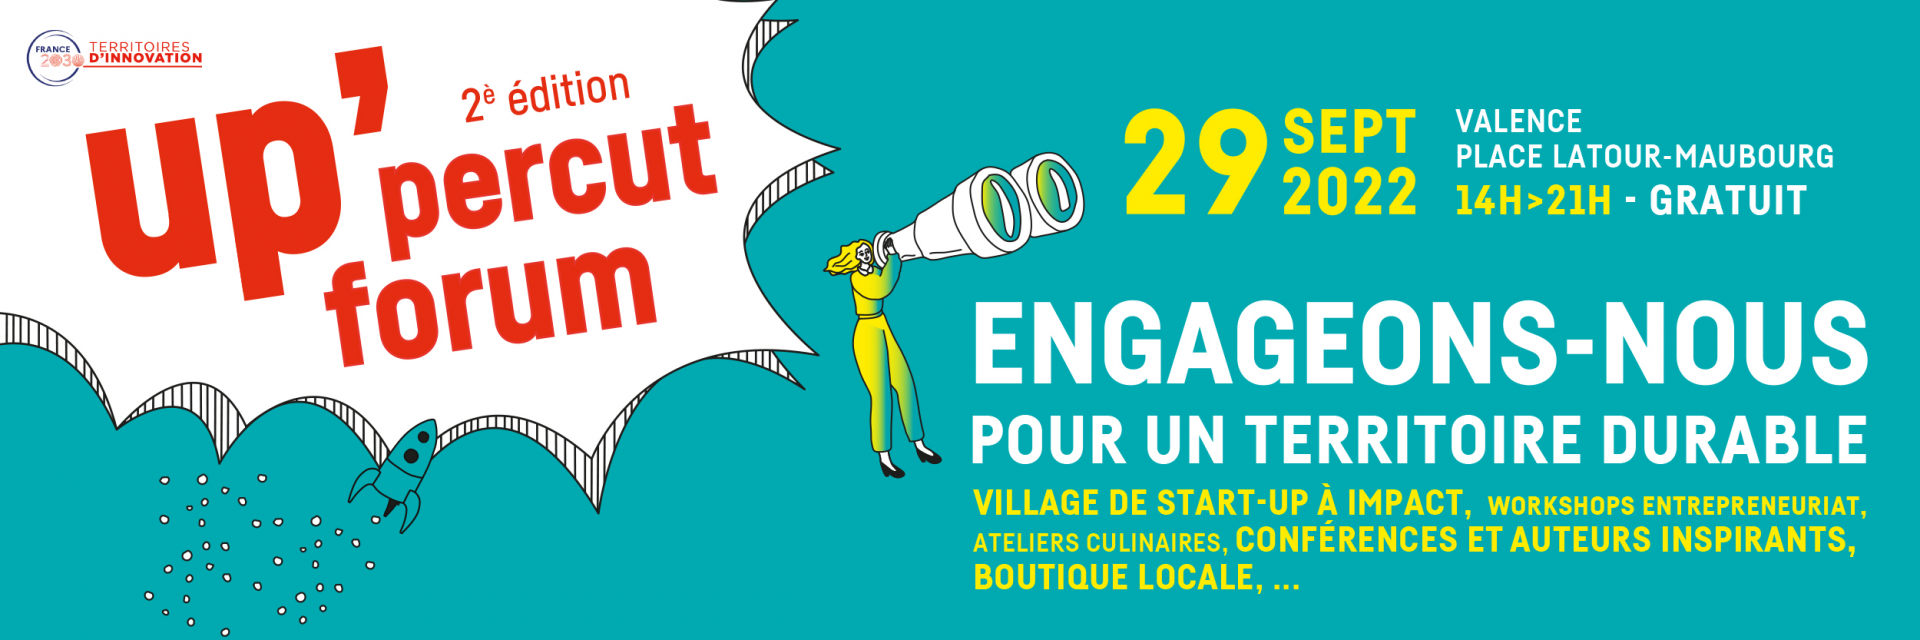 FRANCE
2030
TERRITOIRES
D'INNOVATION
2è édition
up'percut
forum
29 SEPT
2022
VALENCE
PLACE LATOUR-MAUBOURG
14H>21H - GRATUIT
ENGAGEONS-NOUS
POUR UN TERRITOIRE DURABLE
VILLAGE DE START-UP À IMPACT, WORKSHOPS ENTREPRENEURIAT,
ATELIERS CULINAIRES, CONFÉRENCES ET AUTEURS INSPIRANTS,
BOUTIQUE LOCALE, ...